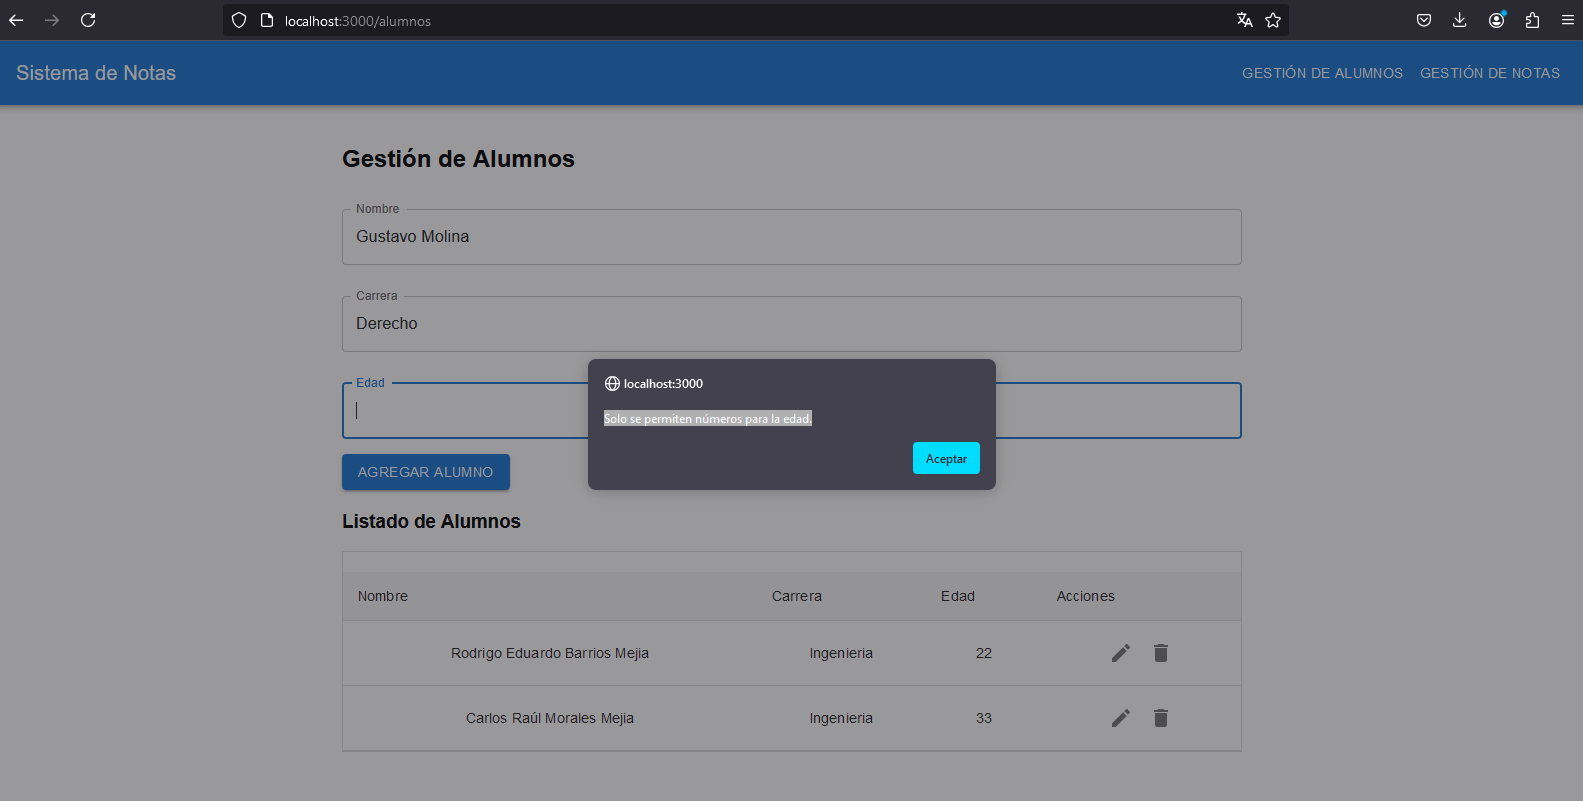 localhost:3000/alumnos
Sistema de Notas
GESTIÓN DE ALUMNOS
GESTIÓN DE NOTAS
Gestión de Alumnos
Nombre
Gustavo Molina
Carrera
Derecho
Edad
localhost:3000
Solo se permiten números para la edad.
Aceptar
AGREGAR ALUMNO
Listado de Alumnos
Nombre Carrera Edad Acciones
Rodrigo Eduardo Barrios Mejia Ingenieria 22
Carlos Raúl Morales Mejia Ingenieria 33